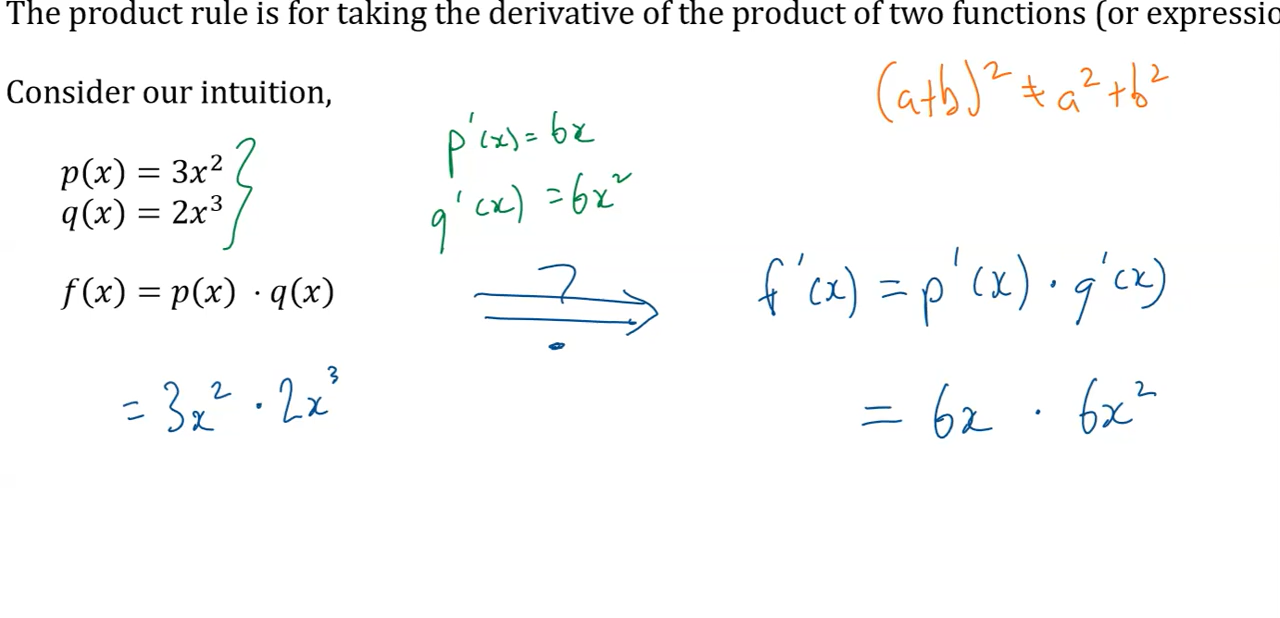 The product rule is for taking the derivative of the product of two functions (or expressio
Consider our intuition,
(a+b)² ≠ a²+b²
p(x) = 3x²
q(x) = 2x³
p'(x) = 6x
q'(x) = 6x²
f(x) = p(x) · q(x)
?
⟹
f'(x) = p'(x) · q'(x)
= 3x² · 2x³
= 6x · 6x²